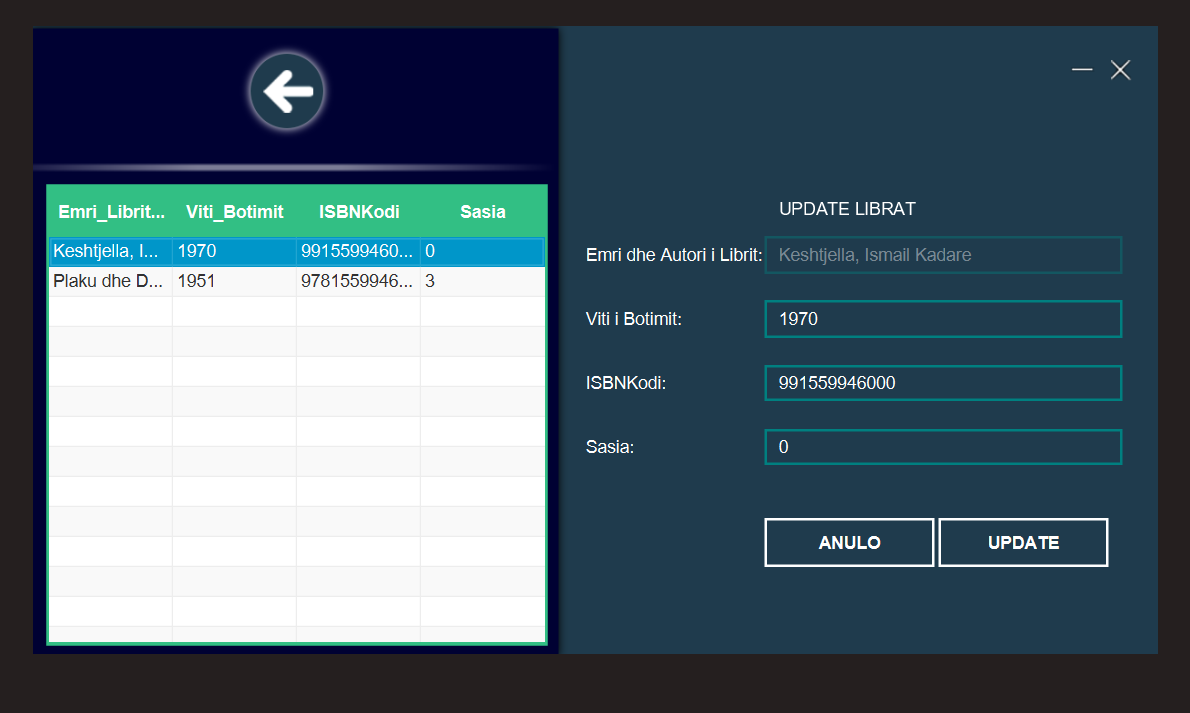 Emri_Librit... Viti_Botimit ISBNKodi Sasia
Keshtjella, I... 1970 9915599460... 0
Plaku dhe D... 1951 9781559946... 3
UPDATE LIBRAT
Emri dhe Autori i Librit: Keshtjella, Ismail Kadare
Viti i Botimit: 1970
ISBNKodi: 991559946000
Sasia: 0
ANULO UPDATE